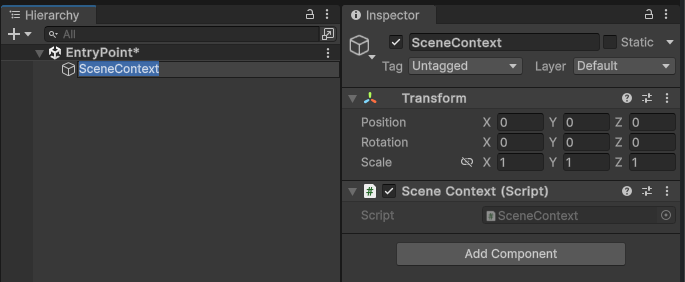 Hierarchy
All
EntryPoint*
SceneContext
Inspector
SceneContext
Static
Tag Untagged Layer Default
Transform
Position X 0 Y 0 Z 0
Rotation X 0 Y 0 Z 0
Scale X 1 Y 1 Z 1
# Scene Context (Script)
Script # SceneContext
Add Component